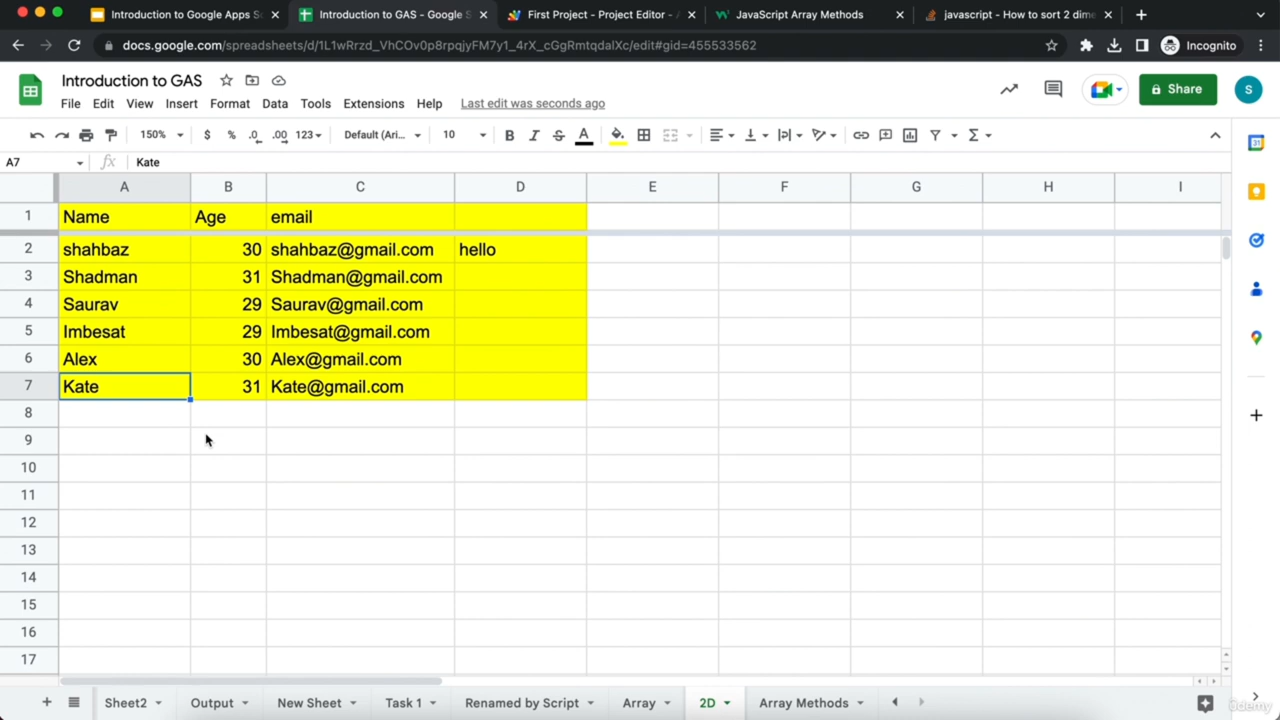 Introduction to Google Apps Sc
Introduction to GAS - Google S
First Project - Project Editor - A
JavaScript Array Methods
javascript - How to sort 2 dime
docs.google.com/spreadsheets/d/1L1wRrzd_VhCOv0p8rpqjyFM7y1_4rX_cGgRmtqdalXc/edit#gid=455533562
Incognito
Introduction to GAS
File Edit View Insert Format Data Tools Extensions Help Last edit was seconds ago
Share
S
150% $ % .0 .00 123 Default (Ari... 10 B I S A
A7 fx Kate
A B C D E F G H I
1 Name Age email
2 shahbaz 30 shahbaz@gmail.com hello
3 Shadman 31 Shadman@gmail.com
4 Saurav 29 Saurav@gmail.com
5 Imbesat 29 Imbesat@gmail.com
6 Alex 30 Alex@gmail.com
7 Kate 31 Kate@gmail.com
8
9
10
11
12
13
14
15
16
17
Sheet2 Output New Sheet Task 1 Renamed by Script Array 2D Array Methods
ûdemy